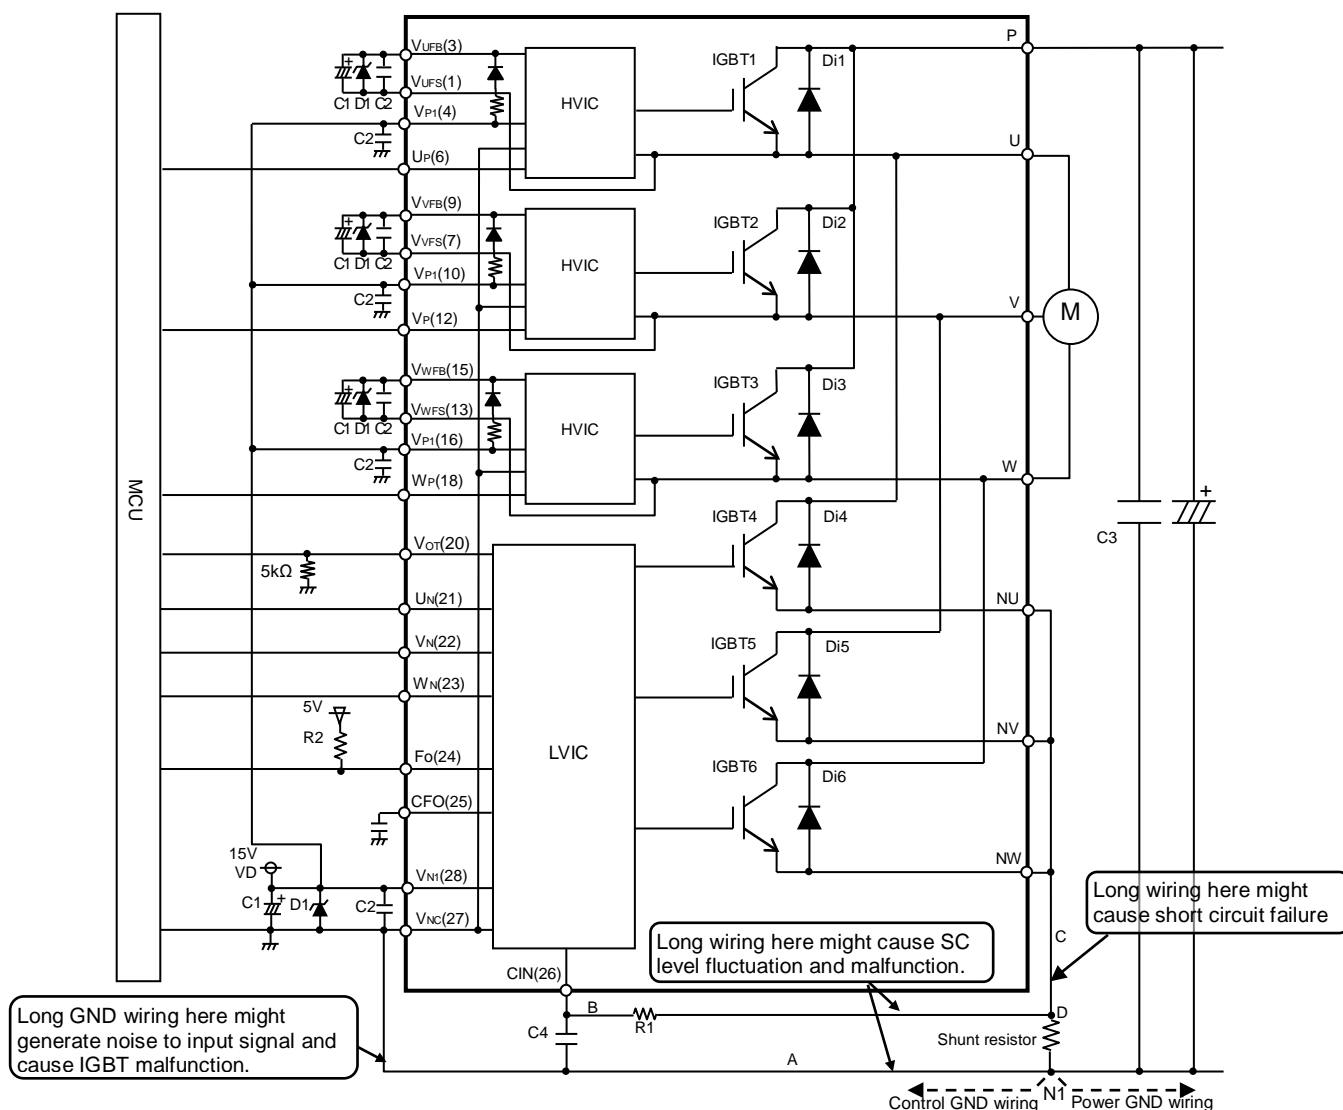 P
VUFB(3)
IGBT1
Di1
+
VUFS(1)
C1 D1 C2
HVIC
VP1(4)
C2
U
UP(6)
VVFB(9)
IGBT2
Di2
+
VVFS(7)
C1 D1 C2
HVIC
VP1(10)
C2
V
M
VP(12)
VWFB(15)
IGBT3
Di3
+
VWFS(13)
C1 D1 C2
HVIC
VP1(16)
C2
W
WP(18)
MCU
+
C3
IGBT4
Di4
VOT(20)
5kΩ
UN(21)
NU
VN(22)
IGBT5
Di5
WN(23)
5V
R2
LVIC
NV
Fo(24)
IGBT6
Di6
CFO(25)
15V
VD
NW
VN1(28)
C1
+
D1
C2
VNC(27)
Long wiring here might
cause short circuit failure
Long wiring here might cause SC
level fluctuation and malfunction.
C
CIN(26)
B
R1
D
C4
Shunt resistor
Long GND wiring here might
generate noise to input signal and
cause IGBT malfunction.
A
N1
Control GND wiring
Power GND wiring